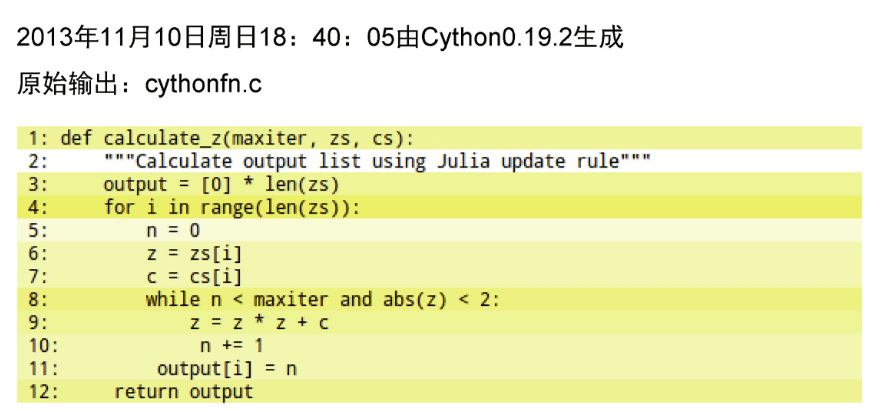 2013年11月10日周日18：40：05由Cython0.19.2生成
原始输出：cythonfn.c
1: def calculate_z(maxiter, zs, cs):
2:     """Calculate output list using Julia update rule"""
3:     output = [0] * len(zs)
4:     for i in range(len(zs)):
5:         n = 0
6:         z = zs[i]
7:         c = cs[i]
8:         while n < maxiter and abs(z) < 2:
9:             z = z * z + c
10:             n += 1
11:         output[i] = n
12:     return output